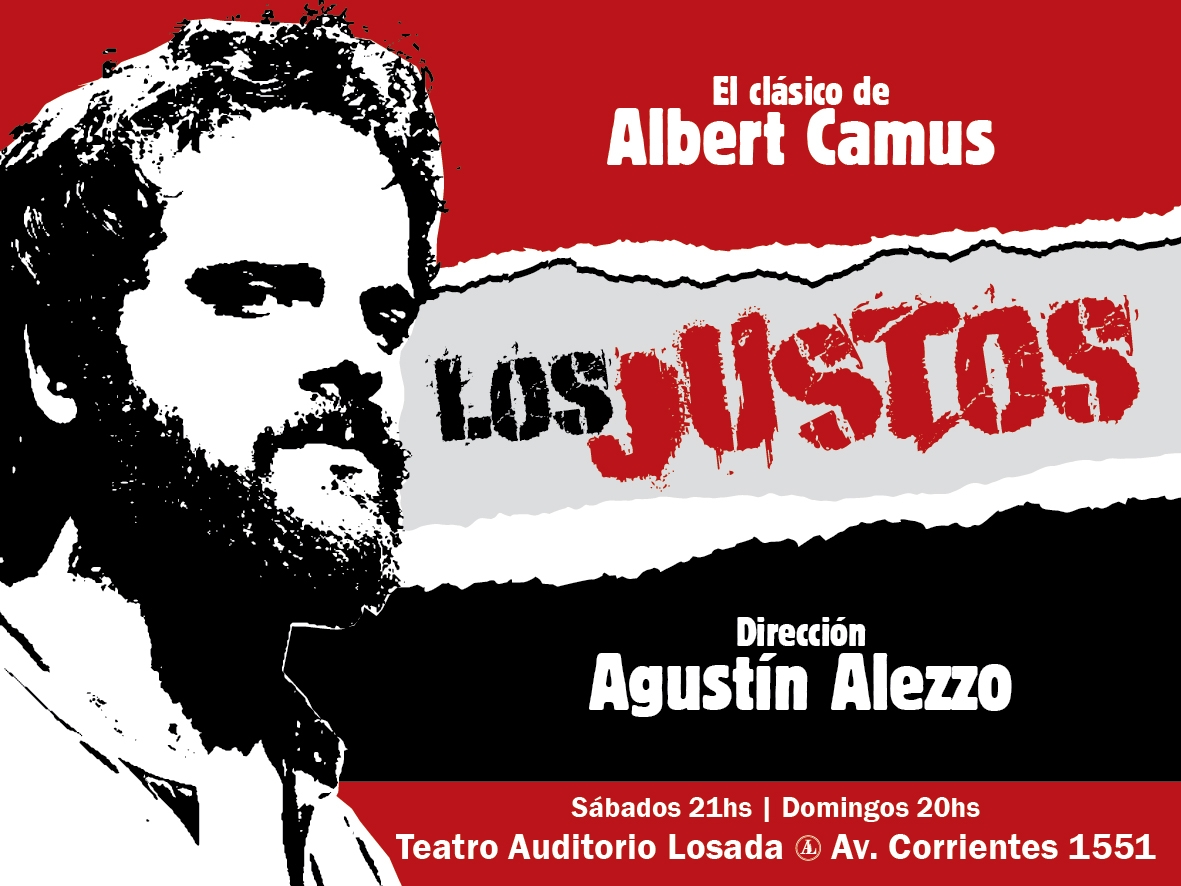 El clásico de
Albert Camus
LOS JUSTOS
Dirección
Agustín Alezzo
Sábados 21hs | Domingos 20hs
Teatro Auditorio Losada AL Av. Corrientes 1551